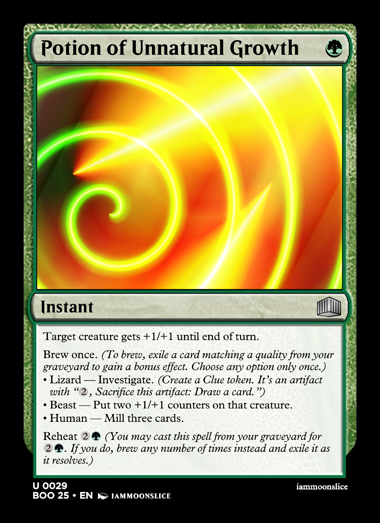 Potion of Unnatural Growth
Instant
Target creature gets +1/+1 until end of turn.
Brew once. (To brew, exile a card matching a quality from your
graveyard to gain a bonus effect. Choose any option only once.)
• Lizard — Investigate. (Create a Clue token. It's an artifact
with "2, Sacrifice this artifact: Draw a card.")
• Beast — Put two +1/+1 counters on that creature.
• Human — Mill three cards.
Reheat 2 (You may cast this spell from your graveyard for
2. If you do, brew any number of times instead and exile it as
it resolves.)
U 0029
BOO 25 • EN IAMMOONSLICE
iammoonslice